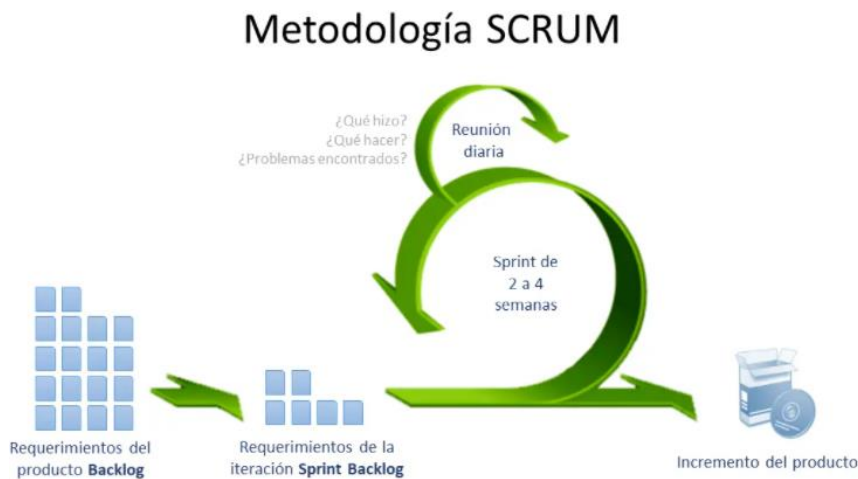 Metodología SCRUM
¿Qué hizo?
¿Qué hacer?
¿Problemas encontrados?
Reunión
diaria
Sprint de
2 a 4
semanas
Requerimientos del
producto Backlog
Requerimientos de la
iteración Sprint Backlog
Incremento del producto